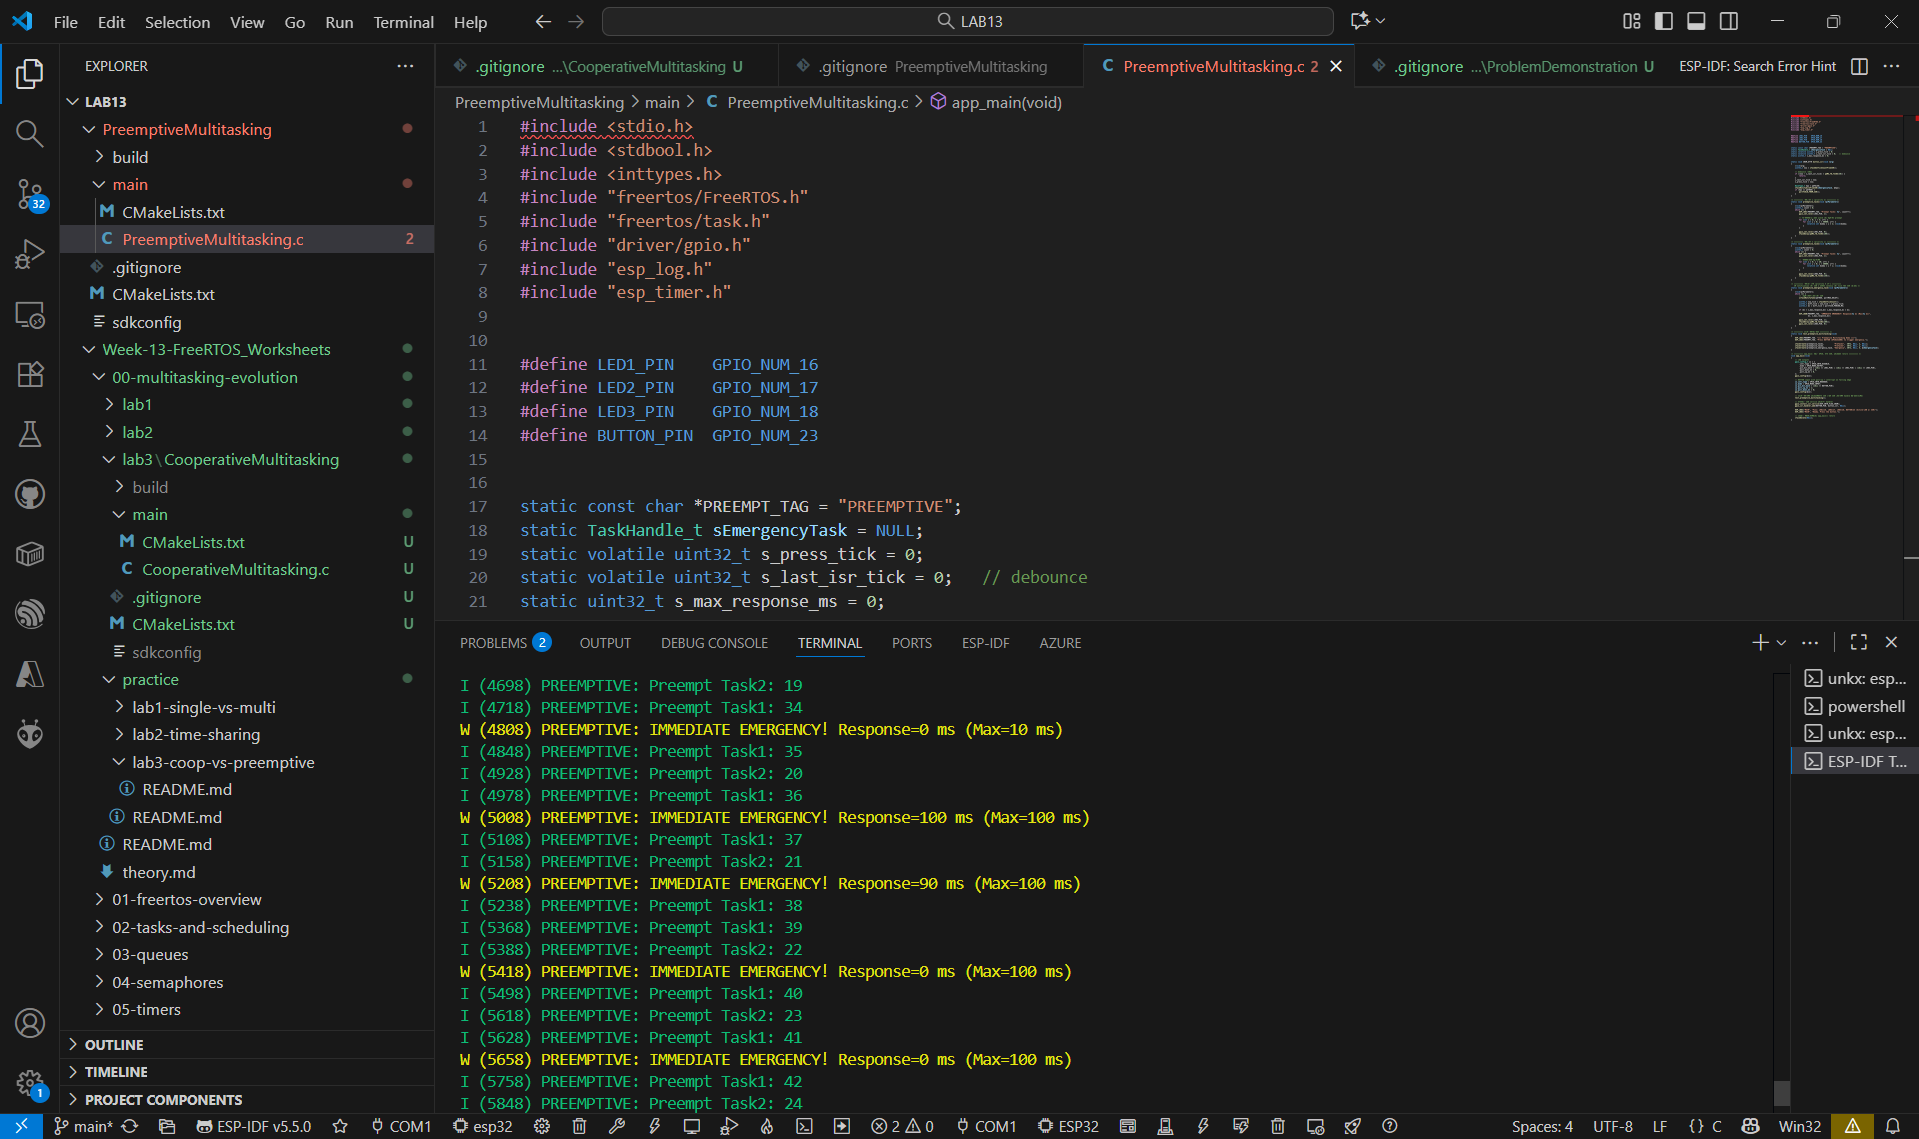 File Edit Selection View Go Run Terminal Help
LAB13
EXPLORER
LAB13
PreemptiveMultitasking
build
main
CMakeLists.txt
PreemptiveMultitasking.c 2
.gitignore
CMakeLists.txt
sdkconfig
Week-13-FreeRTOS_Worksheets
00-multitasking-evolution
lab1
lab2
lab3\CooperativeMultitasking
build
main
CMakeLists.txt U
CooperativeMultitasking.c U
.gitignore U
CMakeLists.txt U
sdkconfig
practice
lab1-single-vs-multi
lab2-time-sharing
lab3-coop-vs-preemptive
README.md
README.md
README.md
theory.md
01-freertos-overview
02-tasks-and-scheduling
03-queues
04-semaphores
05-timers
OUTLINE
TIMELINE
PROJECT COMPONENTS
32
1
.gitignore ...\CooperativeMultitasking U
.gitignore PreemptiveMultitasking
PreemptiveMultitasking.c 2
.gitignore ...\ProblemDemonstration U
ESP-IDF: Search Error Hint
PreemptiveMultitasking > main > C PreemptiveMultitasking.c > app_main(void)
1 #include <stdio.h>
2 #include <stdbool.h>
3 #include <inttypes.h>
4 #include "freertos/FreeRTOS.h"
5 #include "freertos/task.h"
6 #include "driver/gpio.h"
7 #include "esp_log.h"
8 #include "esp_timer.h"
9
10
11 #define LED1_PIN    GPIO_NUM_16
12 #define LED2_PIN    GPIO_NUM_17
13 #define LED3_PIN    GPIO_NUM_18
14 #define BUTTON_PIN  GPIO_NUM_23
15
16
17 static const char *PREEMPT_TAG = "PREEMPTIVE";
18 static TaskHandle_t sEmergencyTask = NULL;
19 static volatile uint32_t s_press_tick = 0;
20 static volatile uint32_t s_last_isr_tick = 0;   // debounce
21 static uint32_t s_max_response_ms = 0;
PROBLEMS 2 OUTPUT DEBUG CONSOLE TERMINAL PORTS ESP-IDF AZURE
I (4698) PREEMPTIVE: Preempt Task2: 19
I (4718) PREEMPTIVE: Preempt Task1: 34
W (4808) PREEMPTIVE: IMMEDIATE EMERGENCY! Response=0 ms (Max=10 ms)
I (4848) PREEMPTIVE: Preempt Task1: 35
I (4928) PREEMPTIVE: Preempt Task2: 20
I (4978) PREEMPTIVE: Preempt Task1: 36
W (5008) PREEMPTIVE: IMMEDIATE EMERGENCY! Response=100 ms (Max=100 ms)
I (5108) PREEMPTIVE: Preempt Task1: 37
I (5158) PREEMPTIVE: Preempt Task2: 21
W (5208) PREEMPTIVE: IMMEDIATE EMERGENCY! Response=90 ms (Max=100 ms)
I (5238) PREEMPTIVE: Preempt Task1: 38
I (5368) PREEMPTIVE: Preempt Task1: 39
I (5388) PREEMPTIVE: Preempt Task2: 22
W (5418) PREEMPTIVE: IMMEDIATE EMERGENCY! Response=0 ms (Max=100 ms)
I (5498) PREEMPTIVE: Preempt Task1: 40
I (5618) PREEMPTIVE: Preempt Task2: 23
I (5628) PREEMPTIVE: Preempt Task1: 41
W (5658) PREEMPTIVE: IMMEDIATE EMERGENCY! Response=0 ms (Max=100 ms)
I (5758) PREEMPTIVE: Preempt Task1: 42
I (5848) PREEMPTIVE: Preempt Task2: 24
unkx: esp...
powershell
unkx: esp...
ESP-IDF T...
main* ESP-IDF v5.5.0 COM1 esp32 2 0 COM1 ESP32 Spaces: 4 UTF-8 LF {} C Win32